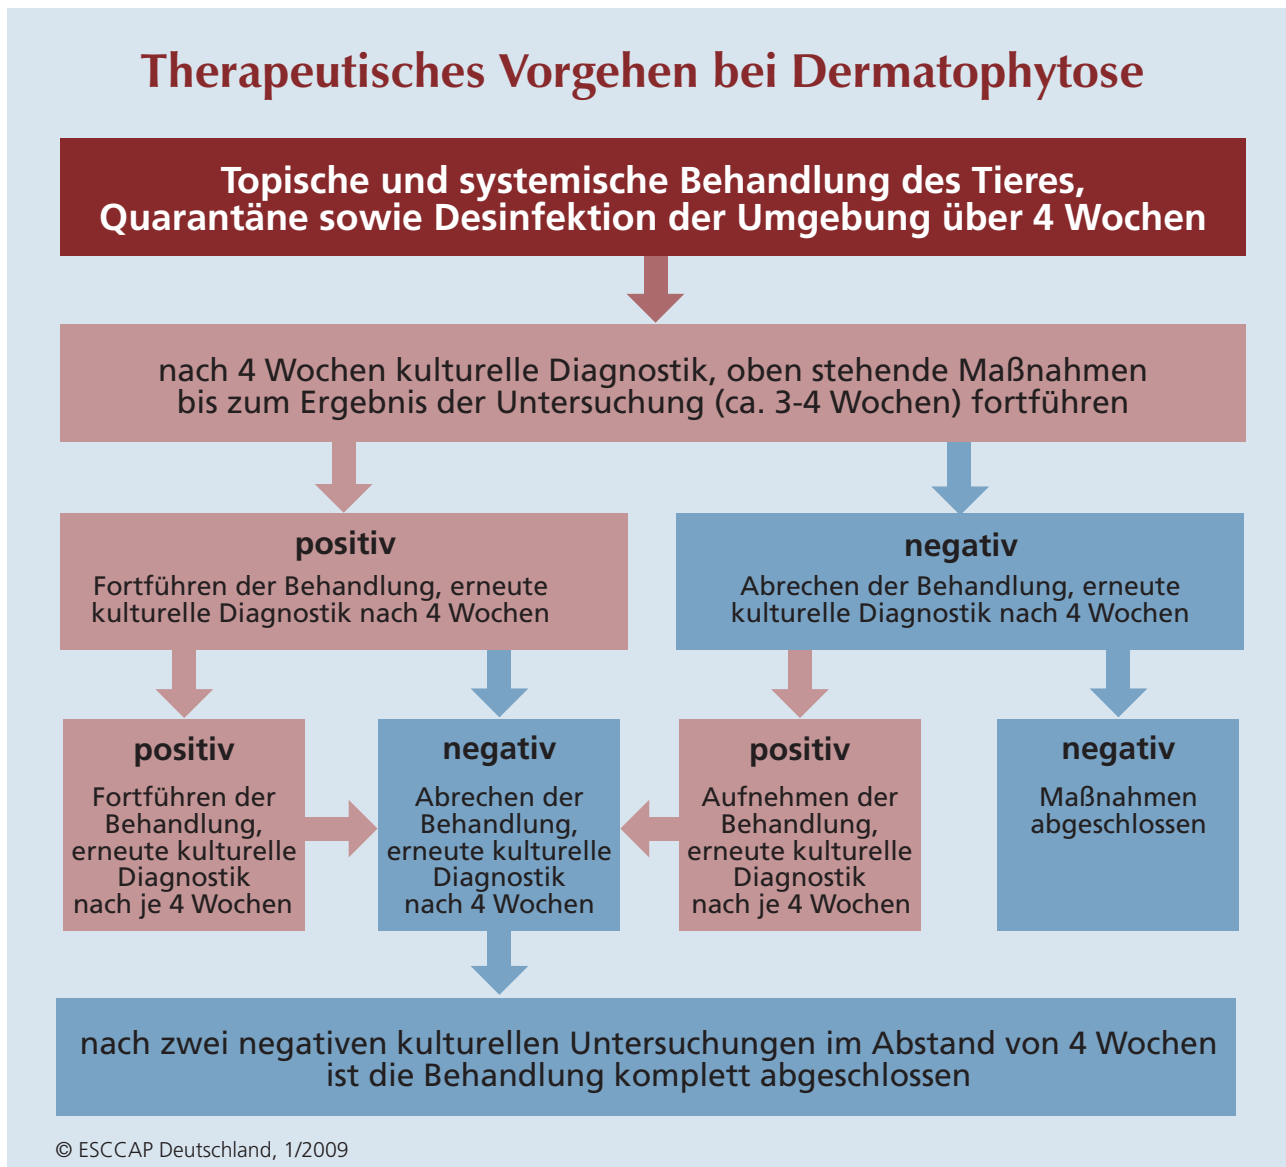 Therapeutisches Vorgehen bei Dermatophytose
Topische und systemische Behandlung des Tieres,
Quarantäne sowie Desinfektion der Umgebung über 4 Wochen
nach 4 Wochen kulturelle Diagnostik, oben stehende Maßnahmen
bis zum Ergebnis der Untersuchung (ca. 3-4 Wochen) fortführen
positiv
Fortführen der Behandlung, erneute
kulturelle Diagnostik nach 4 Wochen
negativ
Abrechen der Behandlung, erneute
kulturelle Diagnostik nach 4 Wochen
positiv
Fortführen der
Behandlung,
erneute kulturelle
Diagnostik
nach je 4 Wochen
negativ
Abrechen der
Behandlung,
erneute kulturelle
Diagnostik
nach 4 Wochen
positiv
Aufnehmen der
Behandlung,
erneute kulturelle
Diagnostik
nach je 4 Wochen
negativ
Maßnahmen
abgeschlossen
nach zwei negativen kulturellen Untersuchungen im Abstand von 4 Wochen
ist die Behandlung komplett abgeschlossen
© ESCCAP Deutschland, 1/2009